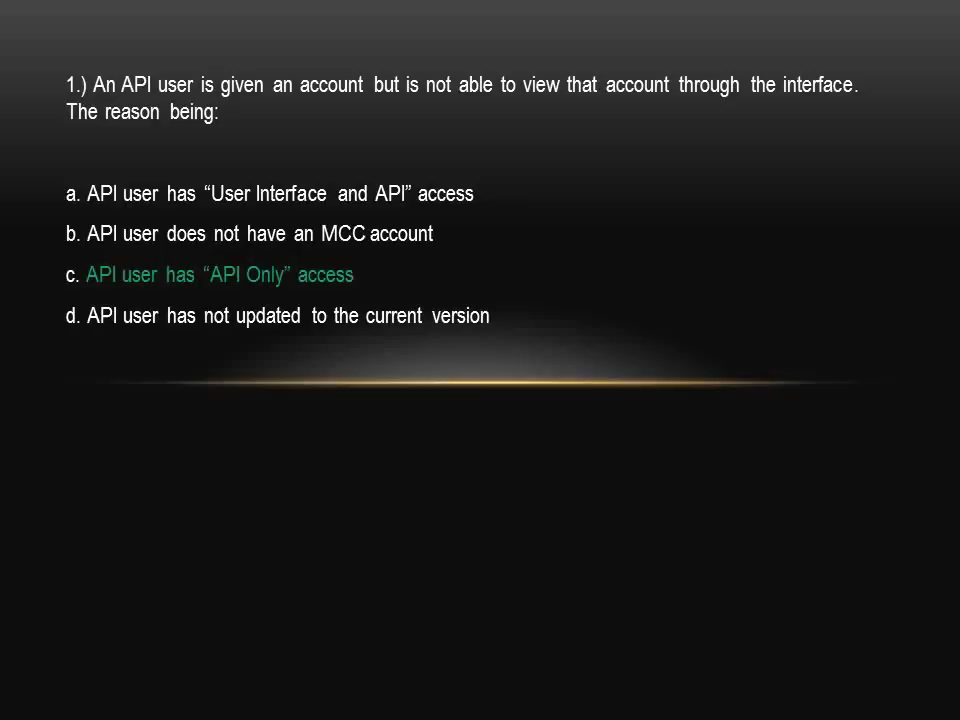 1.) An API user is given an account but is not able to view that account through the interface.
The reason being:
a. API user has “User Interface and API” access
b. API user does not have an MCC account
c. API user has “API Only” access
d. API user has not updated to the current version